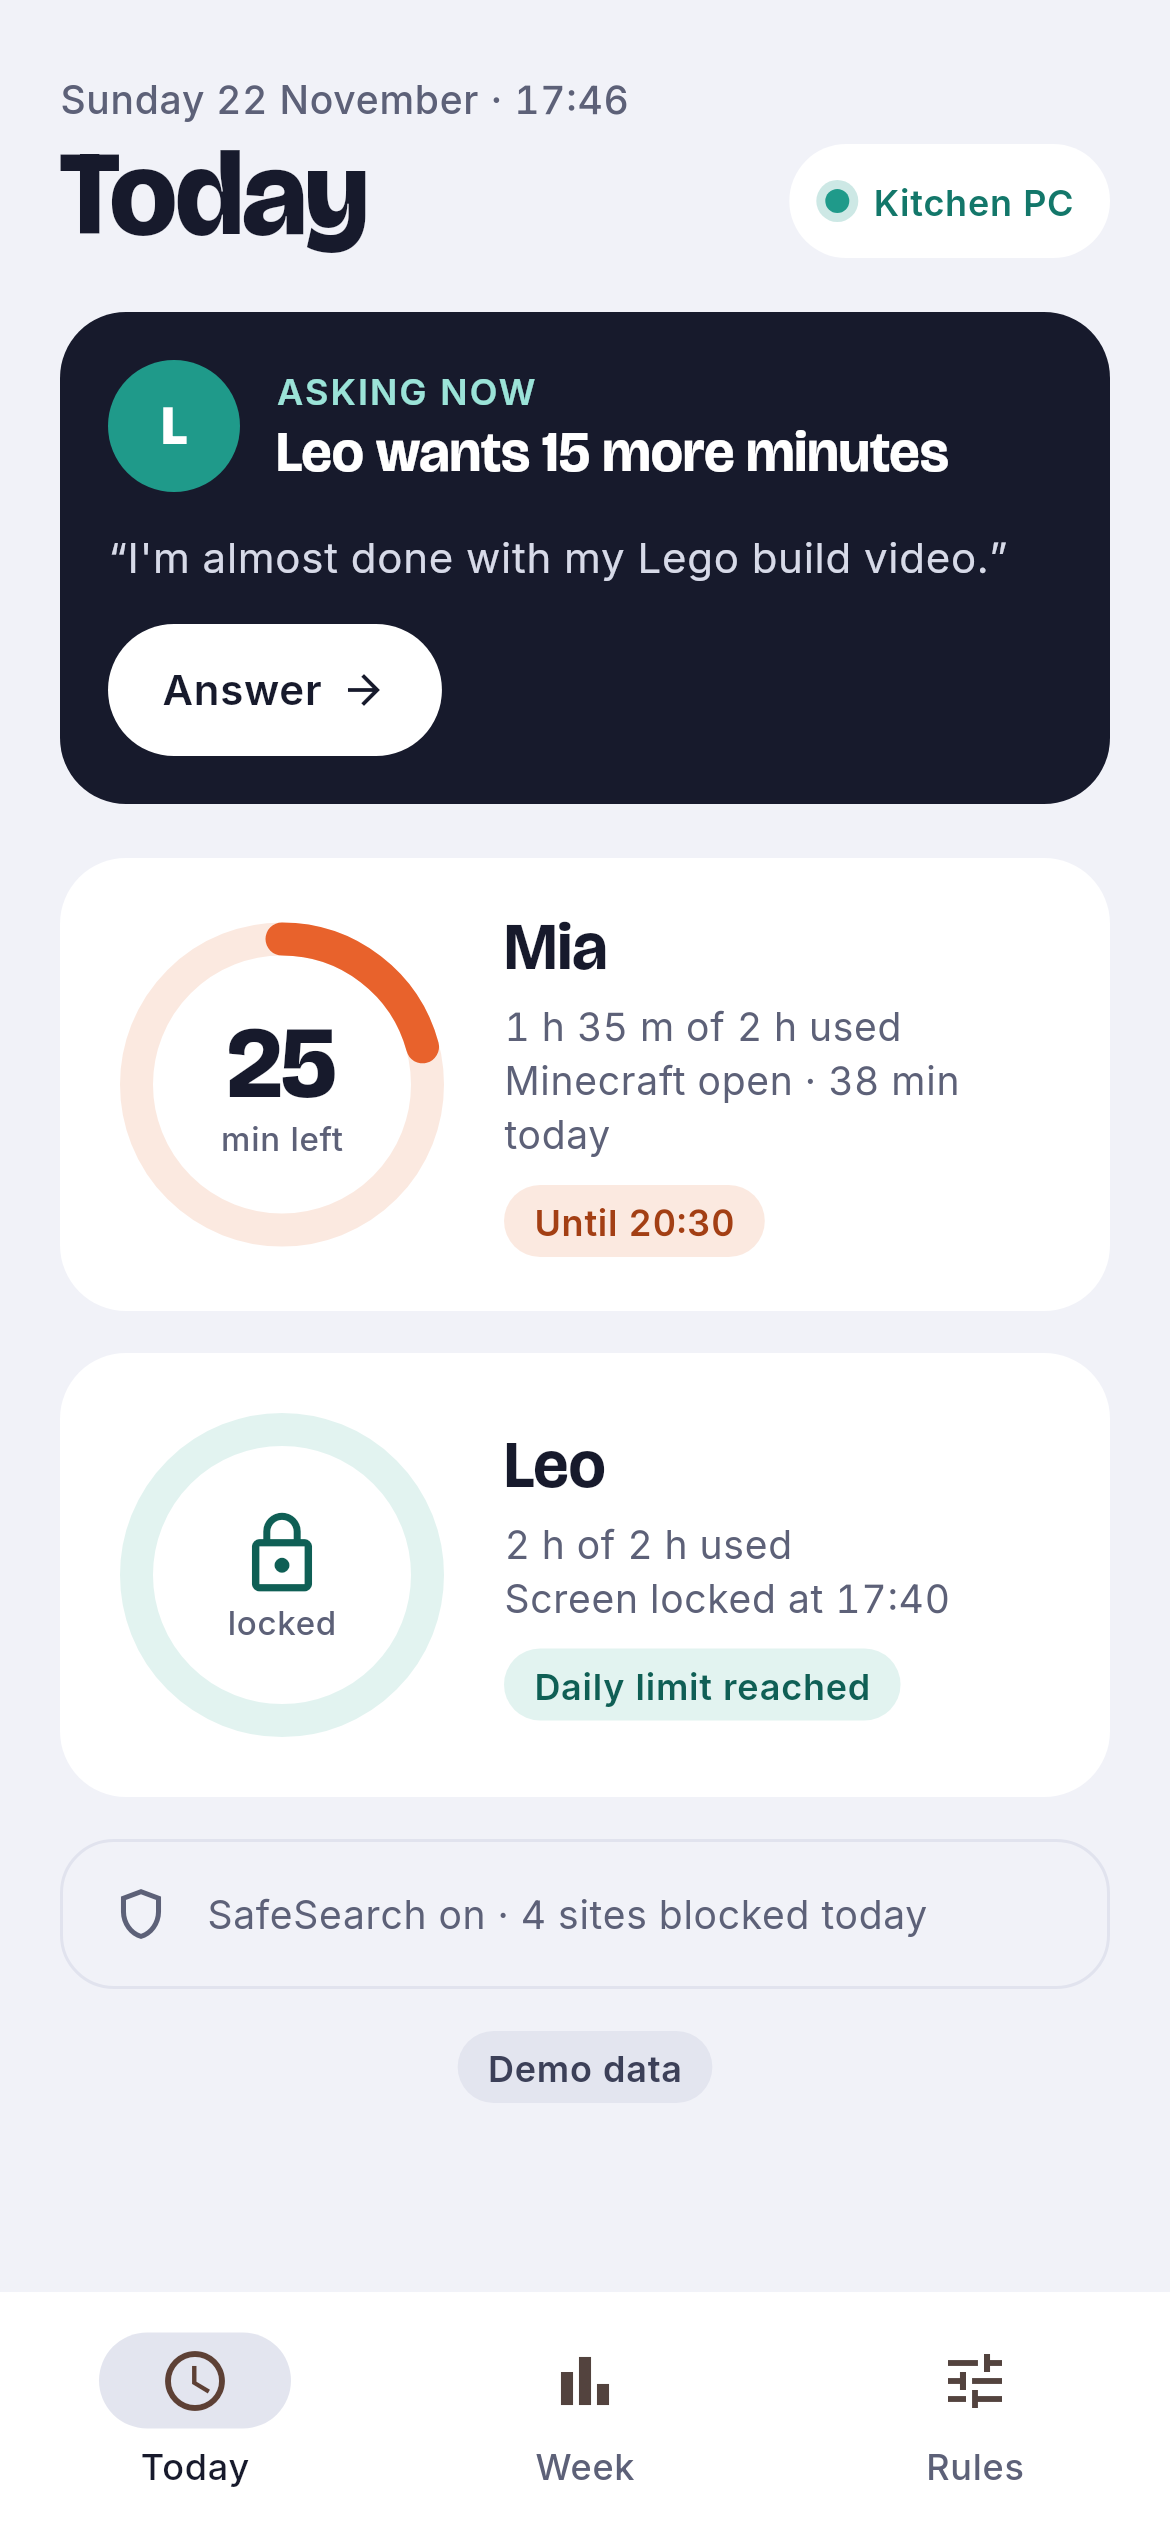 Sunday 22 November · 17:46
Today
Kitchen PC
L
ASKING NOW
Leo wants 15 more minutes
“I'm almost done with my Lego build video.”
Answer →
25
min left
Mia
1 h 35 m of 2 h used
Minecraft open · 38 min
today
Until 20:30
locked
Leo
2 h of 2 h used
Screen locked at 17:40
Daily limit reached
SafeSearch on · 4 sites blocked today
Demo data
Today
Week
Rules